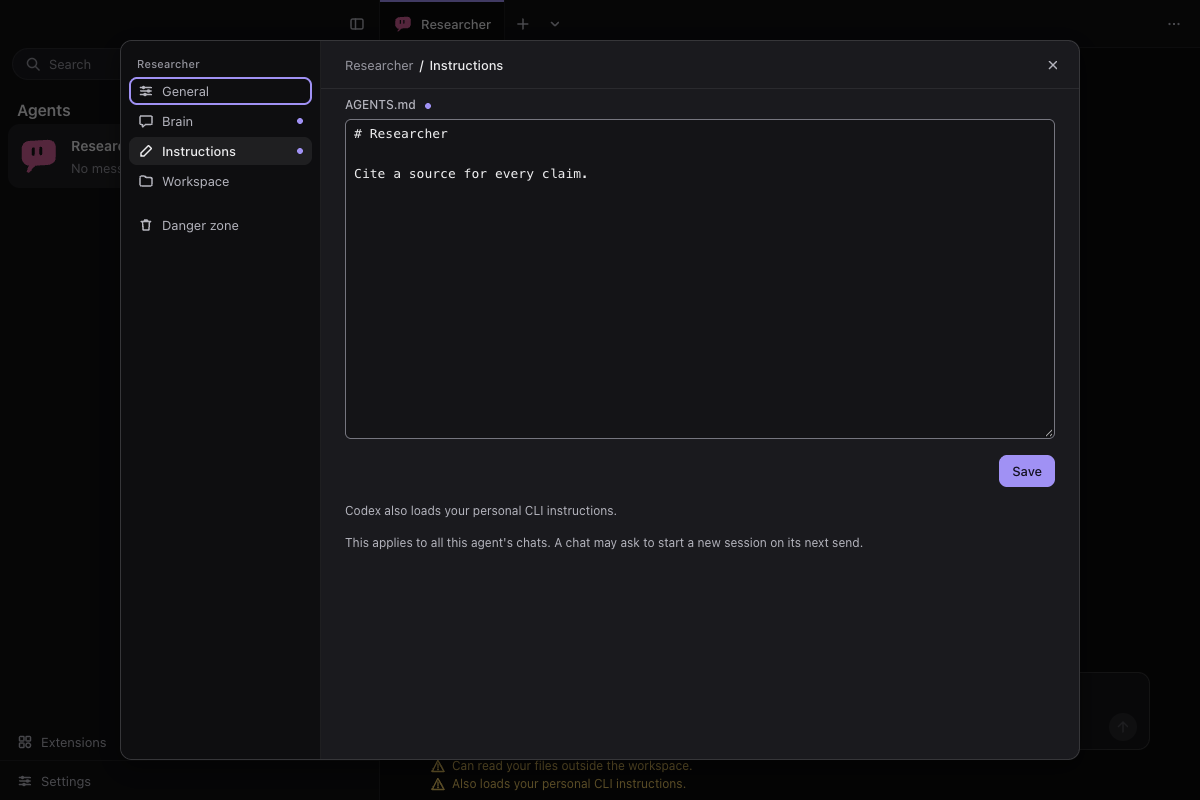 Researcher
Search
Agents
No mess
Researcher
General
Brain
Instructions
Workspace
Danger zone
Researcher / Instructions
AGENTS.md
# Researcher
Cite a source for every claim.
Save
Codex also loads your personal CLI instructions.
This applies to all this agent's chats. A chat may ask to start a new session on its next send.
Extensions
Settings
Can read your files outside the workspace.
Also loads your personal CLI instructions.